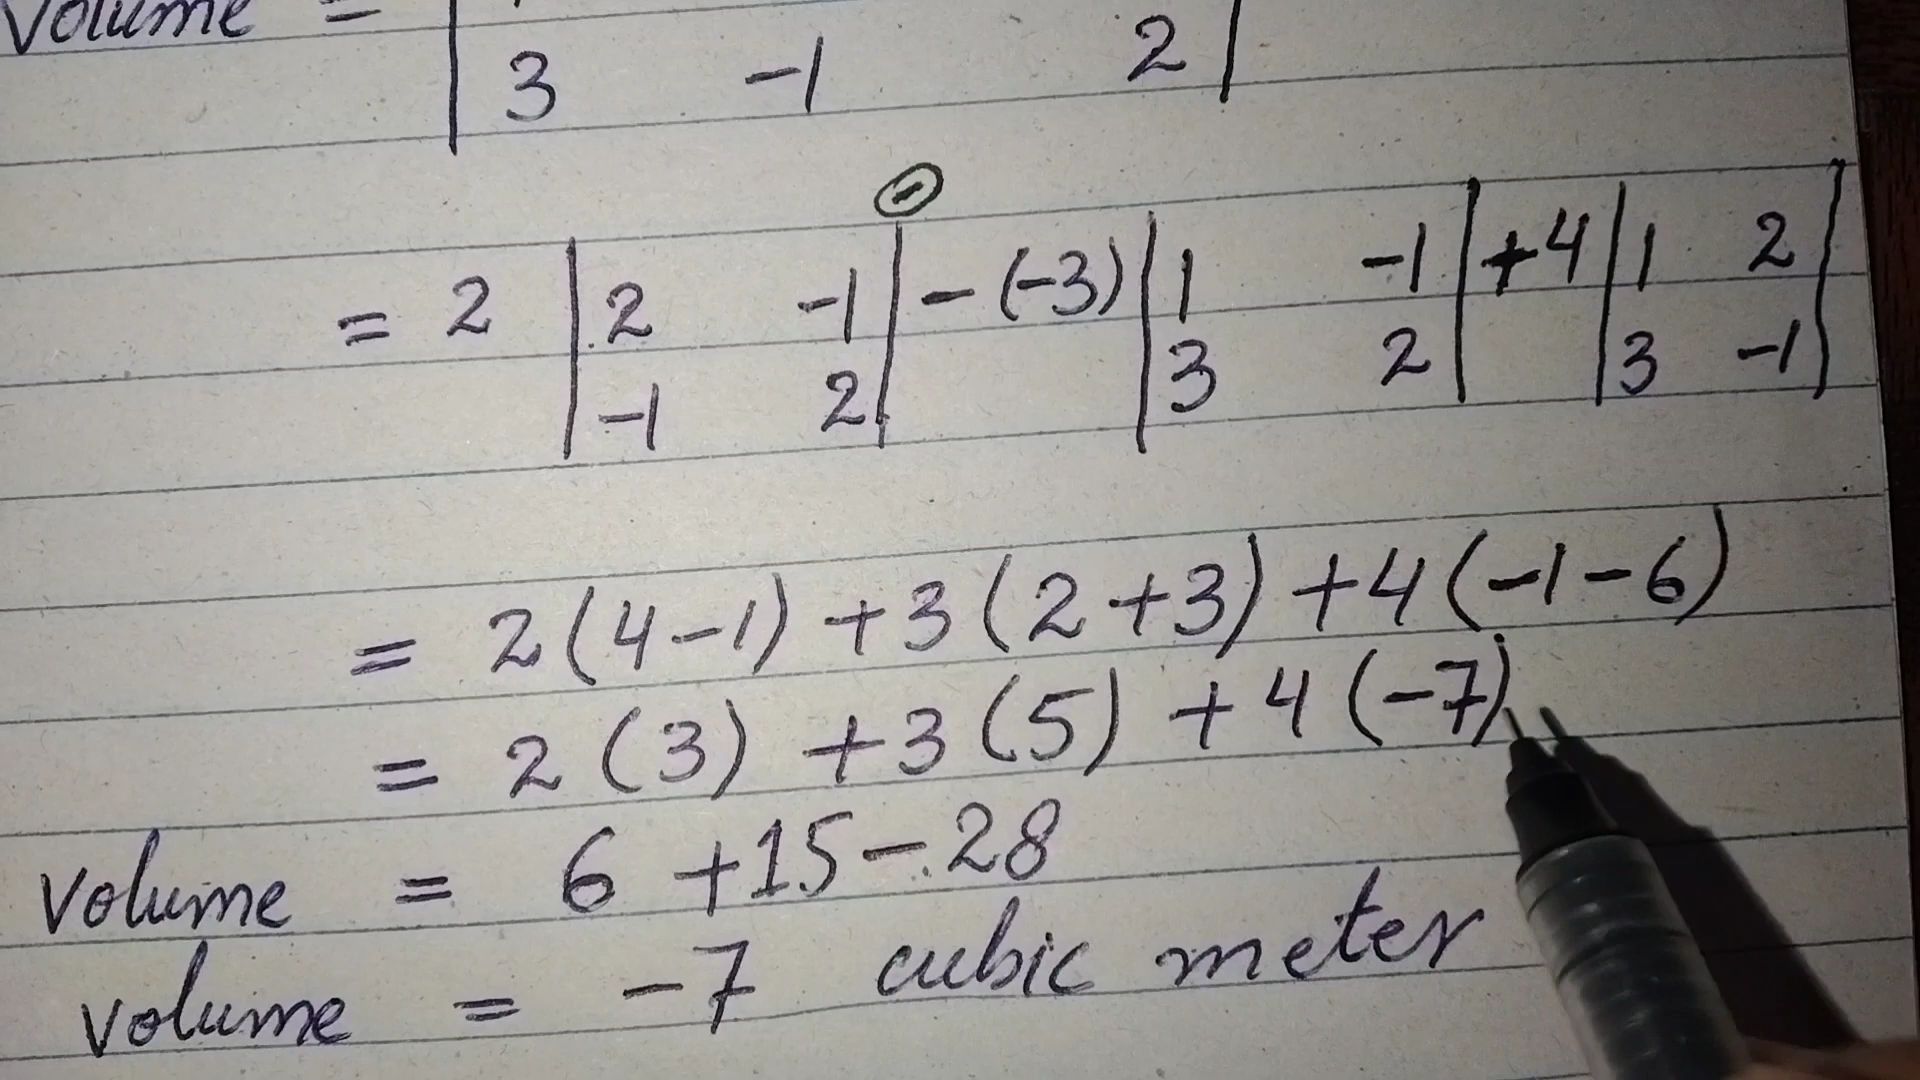 Volume =
3 -1 2
-
= 2 | 2 -1 | - (-3) | 1 -1 | +4 | 1 2 |
| -1 2 | | 3 2 | | 3 -1 |
= 2(4-1) +3(2+3) +4(-1-6)
= 2(3) +3(5) +4(-7)
volume = 6 +15-28
volume = -7 cubic meter